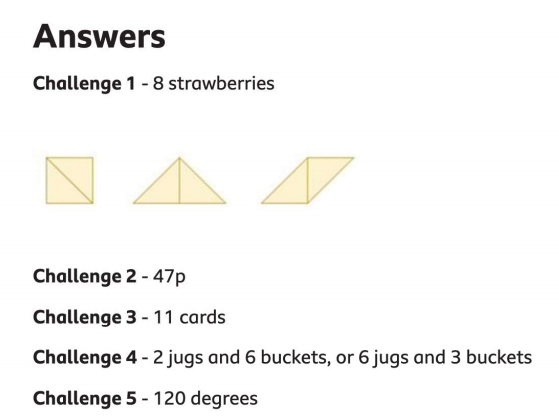 Answers
Challenge 1 - 8 strawberries
Challenge 2 - 47p
Challenge 3 - 11 cards
Challenge 4 - 2 jugs and 6 buckets, or 6 jugs and 3 buckets
Challenge 5 - 120 degrees